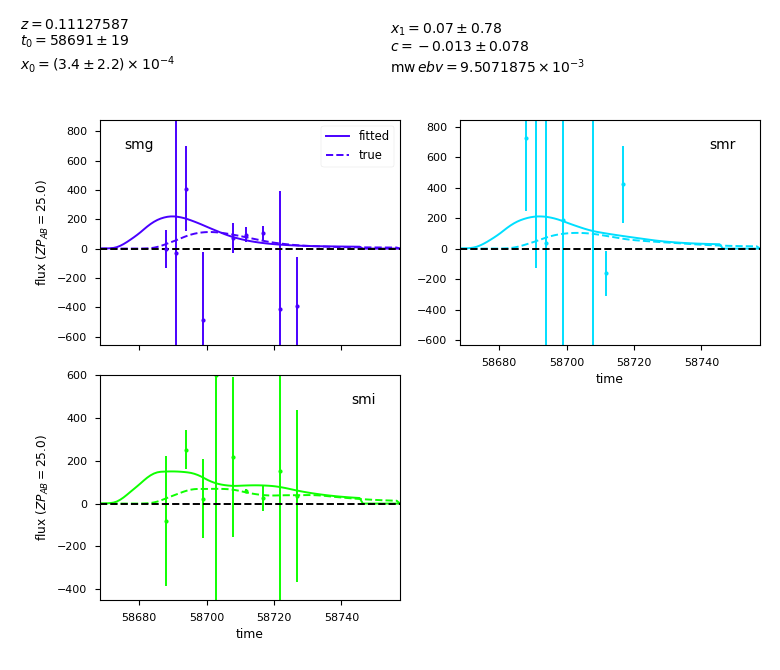 z = 0.11127587
t₀ = 58691 ± 19
x₀ = (3.4 ± 2.2) × 10⁻⁴
x₁ = 0.07 ± 0.78
c = −0.013 ± 0.078
mw ebv = 9.5071875 × 10⁻³
smg
fitted
true
800
600
400
200
0
−200
−400
−600
flux (ZP_AB = 25.0)
smr
800
600
400
200
0
−200
−400
−600
58680 58700 58720 58740
time
smi
600
400
200
0
−200
−400
flux (ZP_AB = 25.0)
58680 58700 58720 58740
time